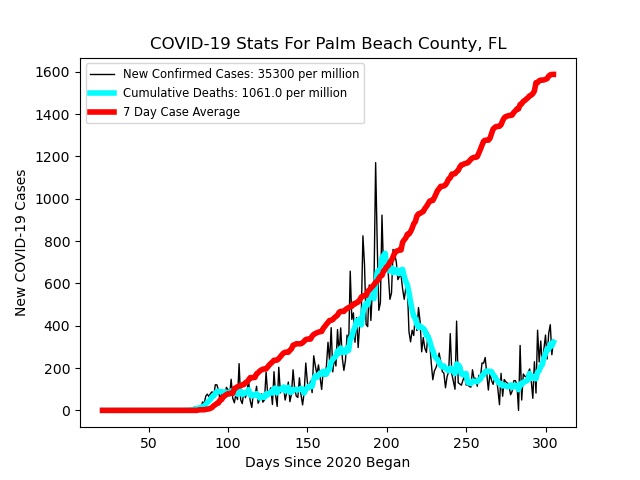 COVID-19 Stats For Palm Beach County, FL
New Confirmed Cases: 35300 per million
Cumulative Deaths: 1061.0 per million
7 Day Case Average
1600
1400
1200
1000
800
600
400
200
0
New COVID-19 Cases
50 100 150 200 250 300
Days Since 2020 Began